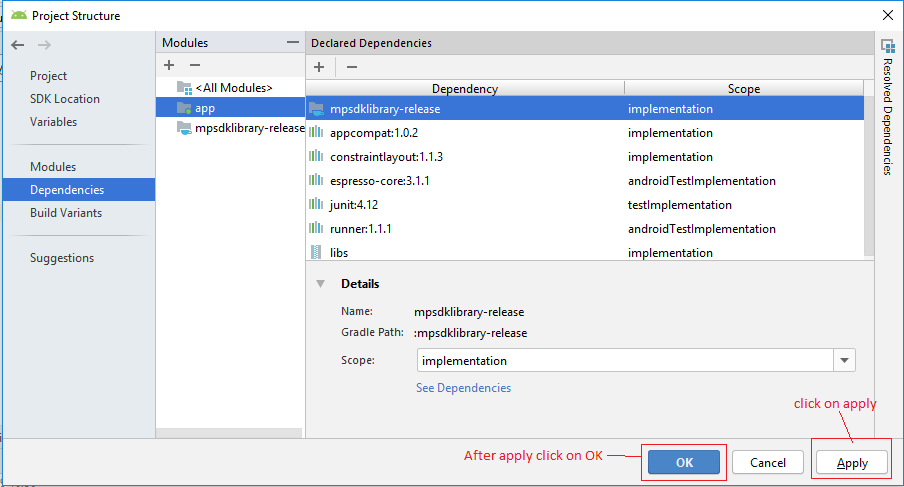 Project Structure
Project
SDK Location
Variables
Modules
Dependencies
Build Variants
Suggestions
Modules
<All Modules>
app
mpsdklibrary-release
Declared Dependencies
Dependency Scope
mpsdklibrary-release implementation
appcompat:1.0.2 implementation
constraintlayout:1.1.3 implementation
espresso-core:3.1.1 androidTestImplementation
junit:4.12 testImplementation
runner:1.1.1 androidTestImplementation
libs implementation
Details
Name: mpsdklibrary-release
Gradle Path: :mpsdklibrary-release
Scope: implementation
See Dependencies
Resolved Dependencies
click on apply
After apply click on OK
OK Cancel Apply